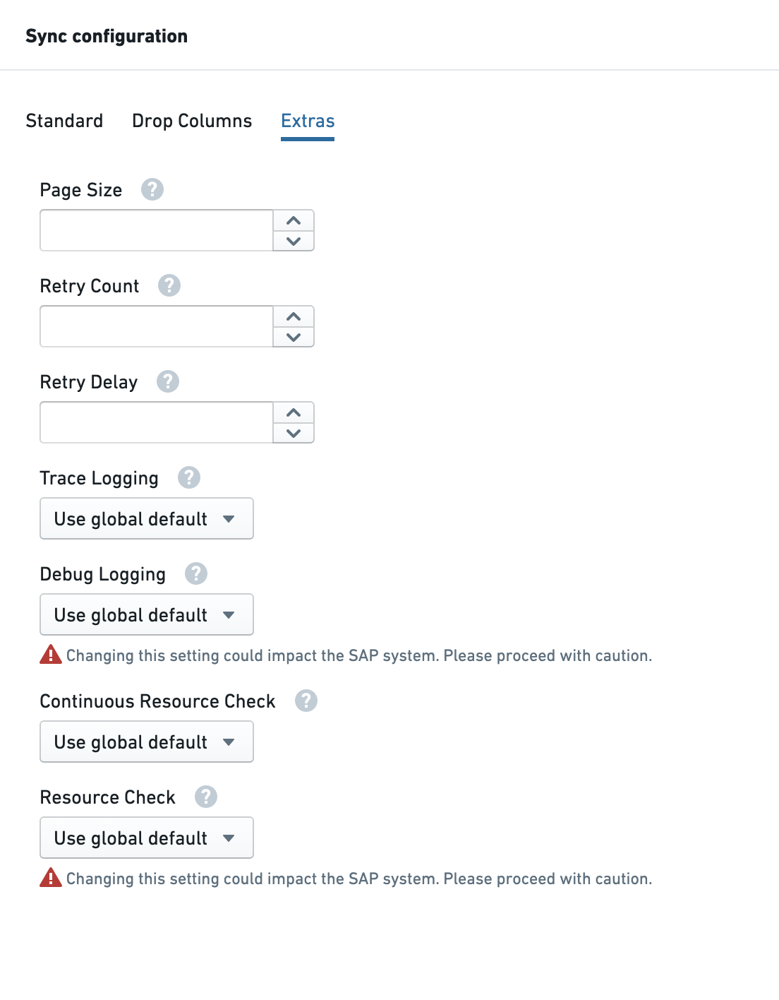 Sync configuration
Standard Drop Columns Extras
Page Size ?
Retry Count ?
Retry Delay ?
Trace Logging ?
Use global default
Debug Logging ?
Use global default
Changing this setting could impact the SAP system. Please proceed with caution.
Continuous Resource Check ?
Use global default
Resource Check ?
Use global default
Changing this setting could impact the SAP system. Please proceed with caution.